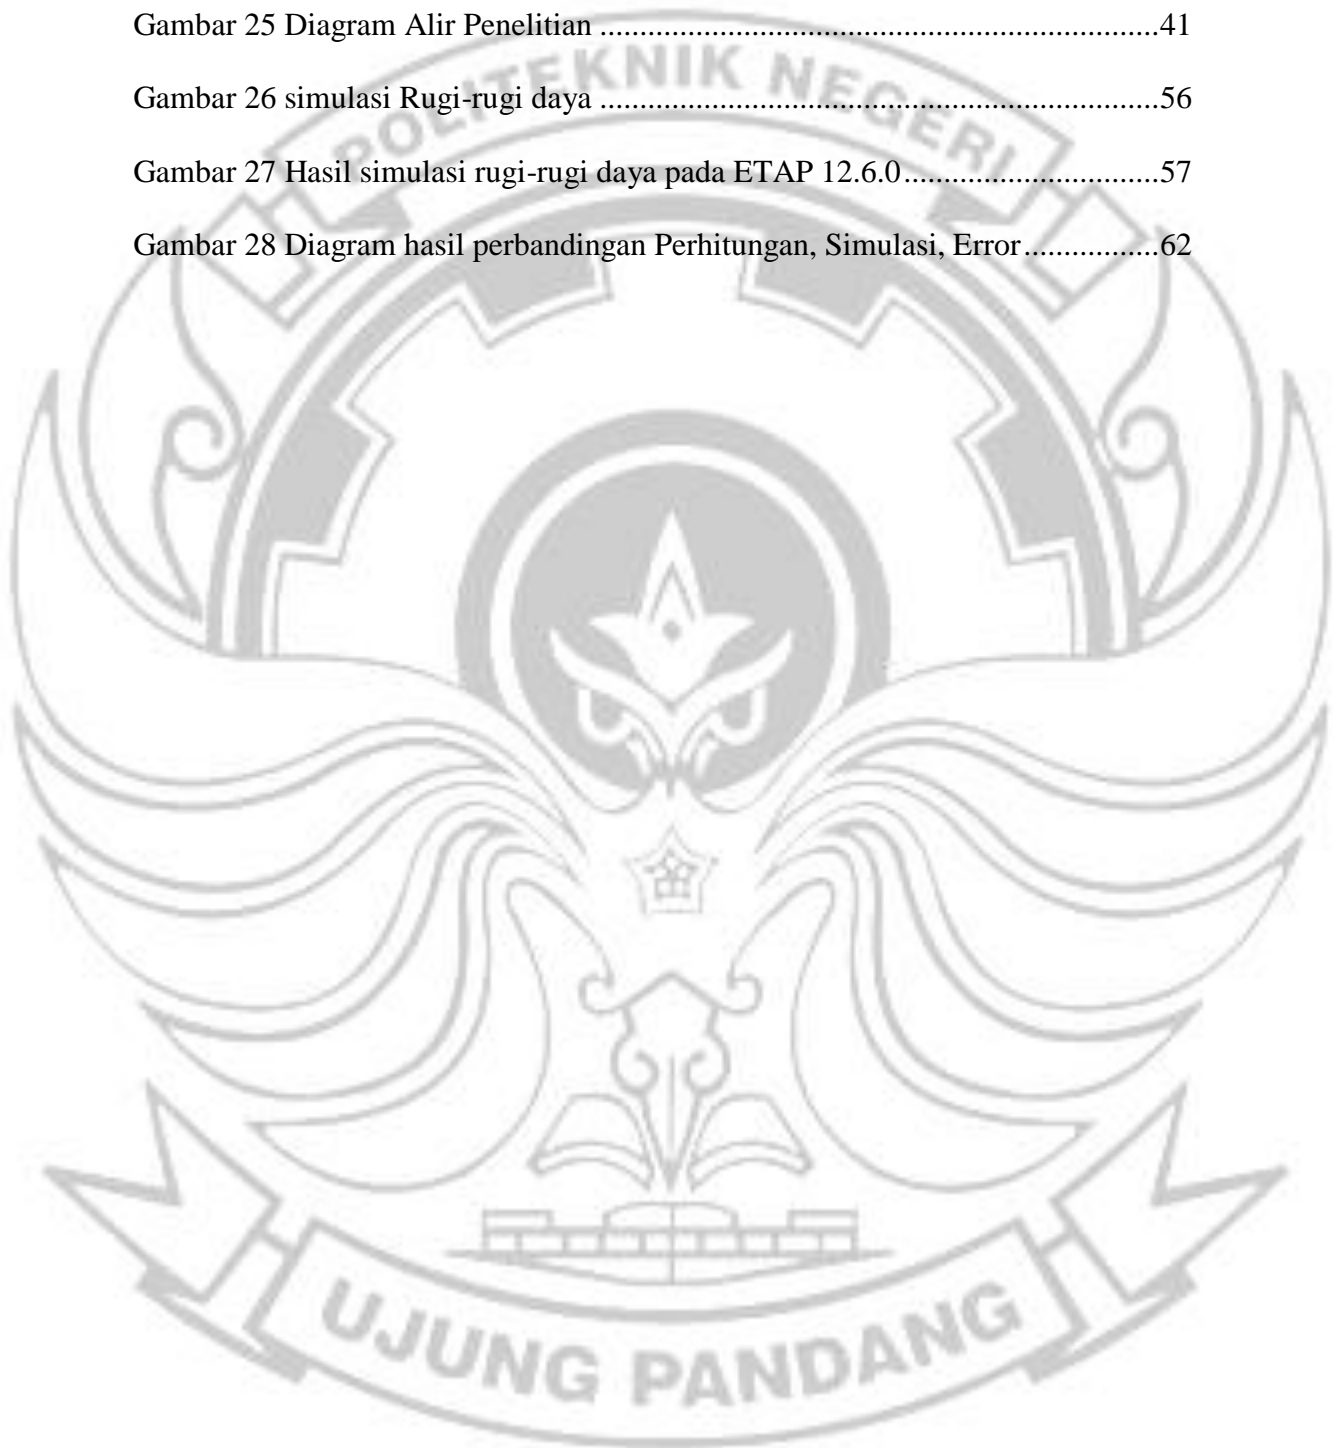 Gambar 25 Diagram Alir Penelitian ....................................................................41
Gambar 26 simulasi Rugi-rugi daya ....................................................................56
Gambar 27 Hasil simulasi rugi-rugi daya pada ETAP 12.6.0...............................57
Gambar 28 Diagram hasil perbandingan Perhitungan, Simulasi, Error................62
POLITEKNIK NEGERI
UJUNG PANDANG